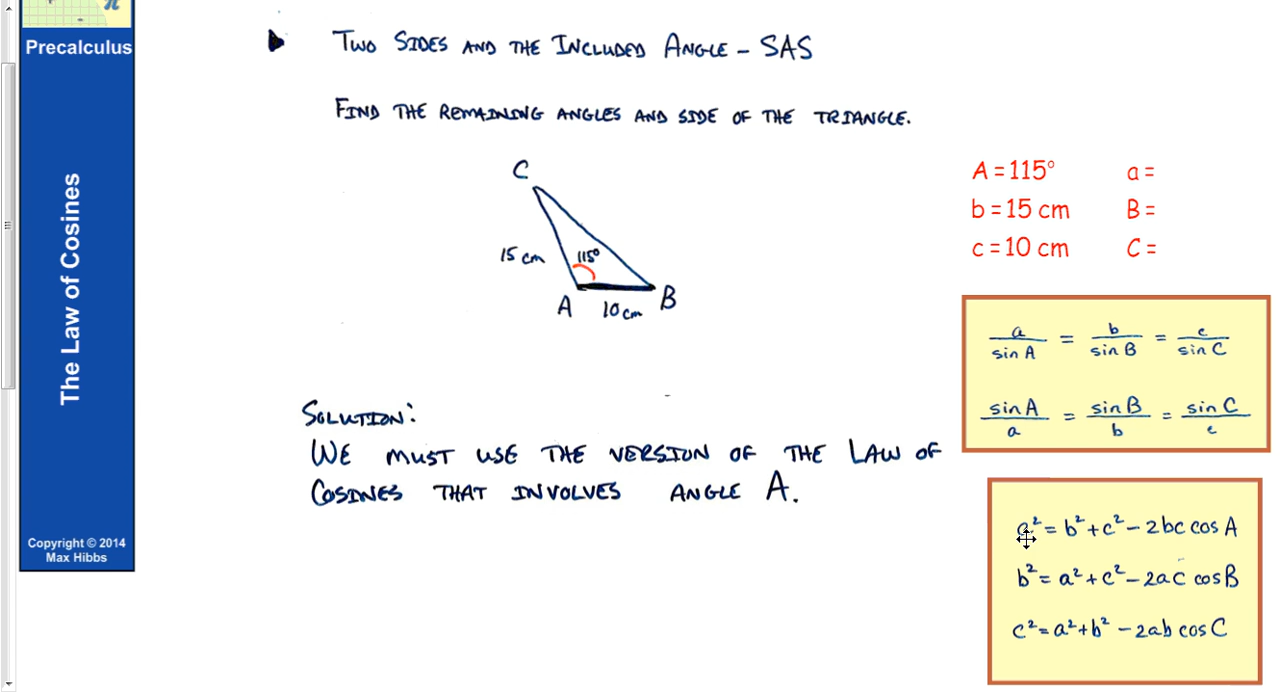 π
Precalculus
The Law of Cosines
Copyright © 2014
Max Hibbs
TWO SIDES AND THE INCLUDED ANGLE - SAS
FIND THE REMAINING ANGLES AND SIDE OF THE TRIANGLE.
C
15 cm
115°
A
10 cm
B
A = 115°
a =
b = 15 cm
B =
c = 10 cm
C =
a/sin A = b/sin B = c/sin C
sin A/a = sin B/b = sin C/c
SOLUTION:
WE MUST USE THE VERSION OF THE LAW OF
COSINES THAT INVOLVES ANGLE A.
a² = b² + c² - 2bc cos A
b² = a² + c² - 2ac cos B
c² = a² + b² - 2ab cos C